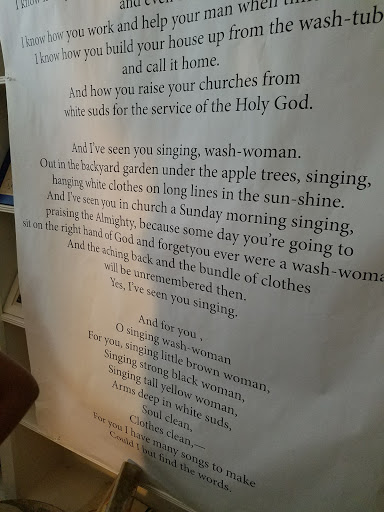 and even
I know how you work and help your man when
I know how you build your house up from the wash-tub
and call it home.
And how you raise your churches from
white suds for the service of the Holy God.
And I've seen you singing, wash-woman.
Out in the backyard garden under the apple trees, singing,
hanging white clothes on long lines in the sun-shine.
And I've seen you in church a Sunday morning singing,
praising the Almighty, because some day you're going to
sit on the right hand of God and forgetyou ever were a wash-woma
And the aching back and the bundle of clothes
will be unremembered then.
Yes, I've seen you singing.
And for you ,
O singing wash-woman
For you, singing little brown woman,
Singing strong black woman,
Singing tall yellow woman,
Arms deep in white suds,
Soul clean,
Clothes clean,—
For you I have many songs to make
Could I but find the words.